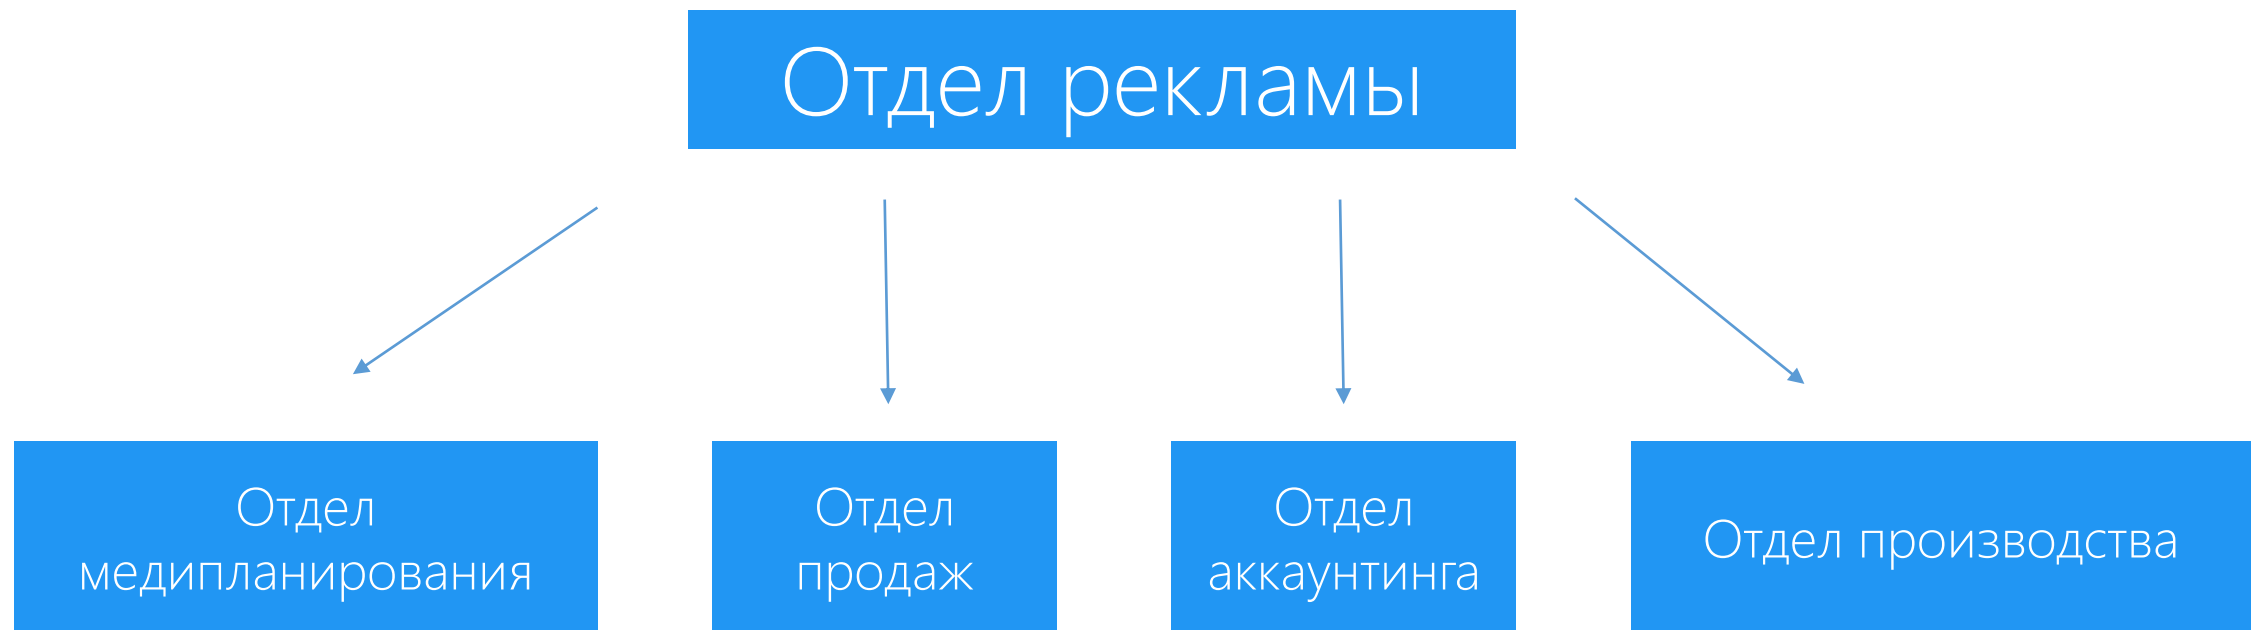 Отдел рекламы
Отдел
медипланирования
Отдел
продаж
Отдел
аккаунтинга
Отдел производства